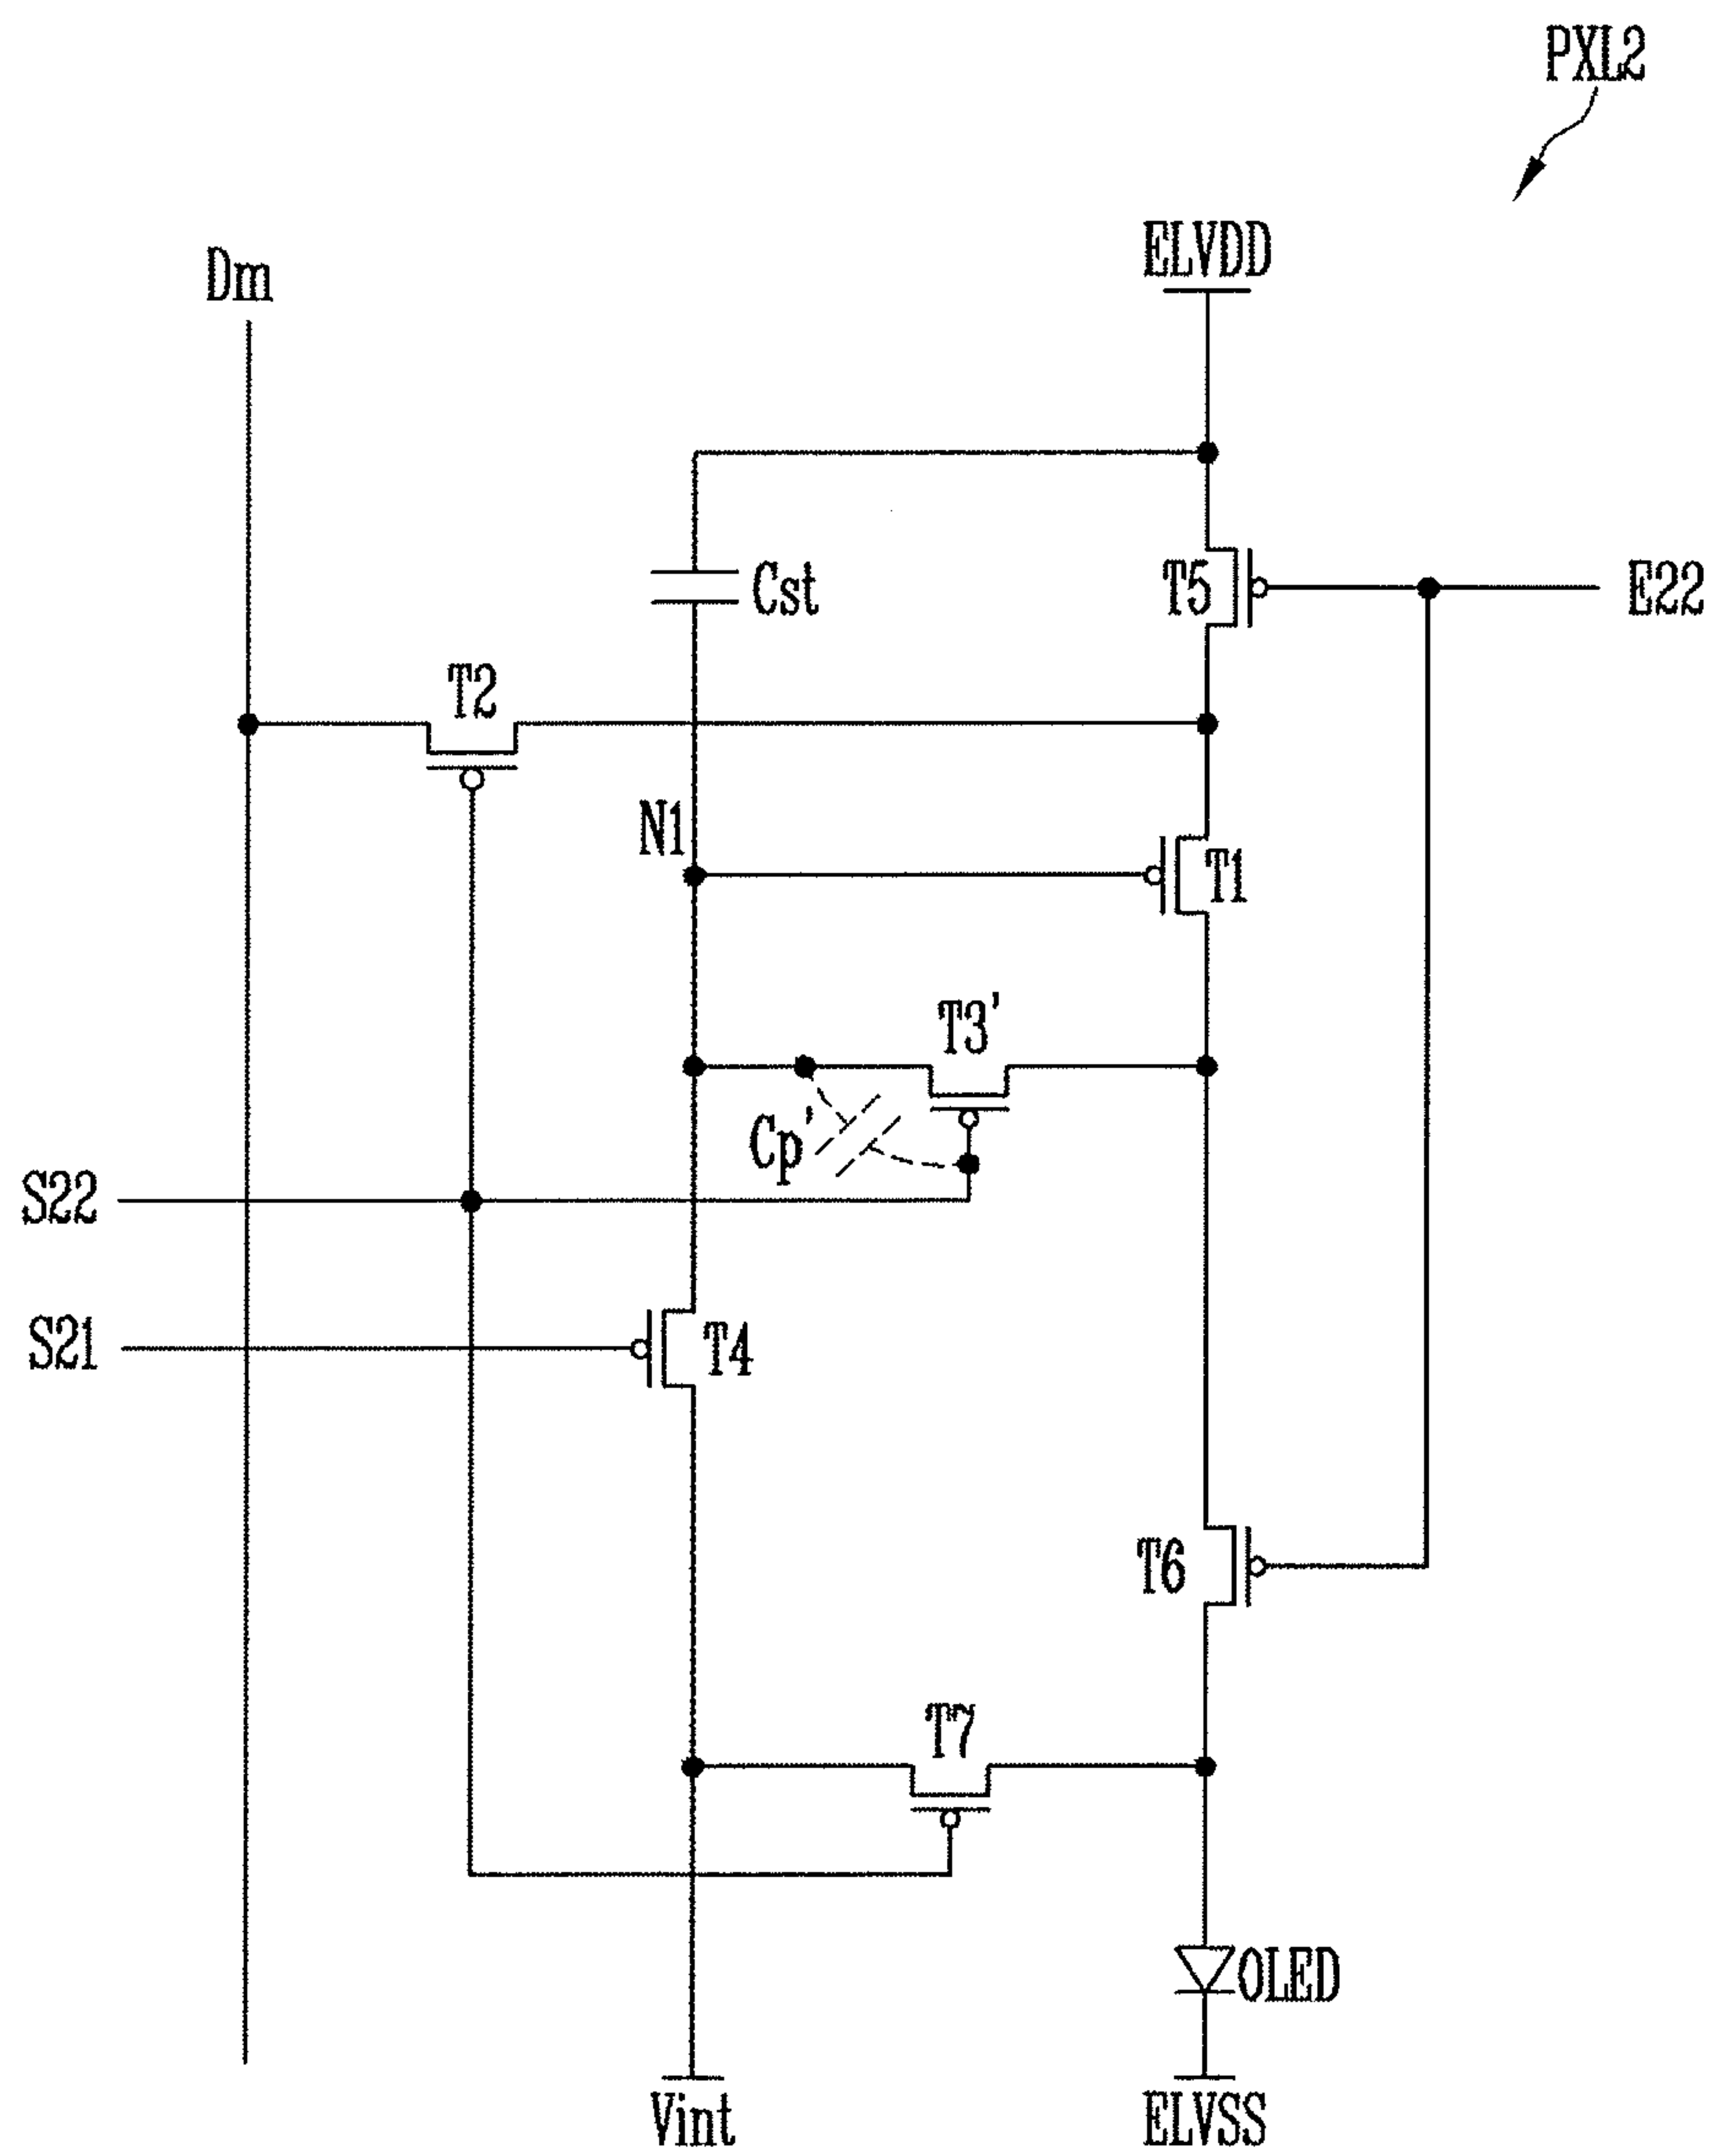 PXL2
ELVDD
Dm
Cst
T5
E22
T2
N1
T1
T3'
Cp'
S22
S21
T4
T6
T7
OLED
Vint
ELVSS